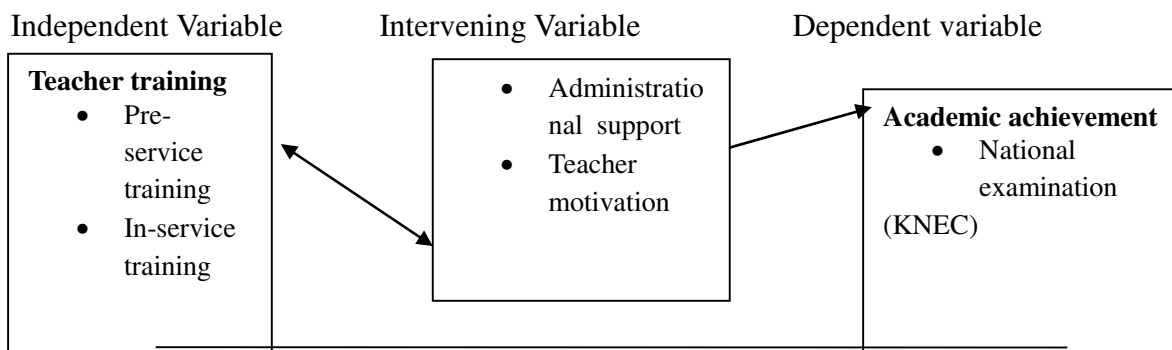 Independent Variable
Intervening Variable
Dependent variable
Teacher training
• Pre-
service
training
• In-service
training
• Administratio
nal support
• Teacher
motivation
Academic achievement
• National
examination
(KNEC)